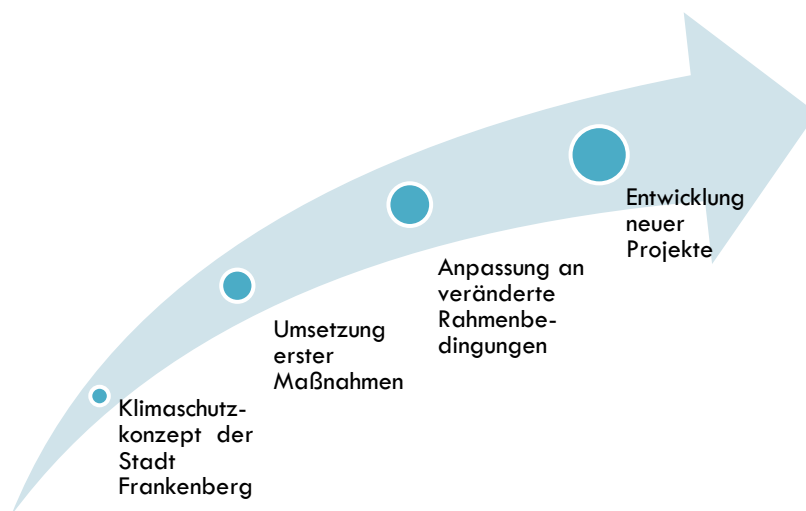 Klimaschutz-
konzept der
Stadt
Frankenberg
Umsetzung
erster
Maßnahmen
Anpassung an
veränderte
Rahmenbe-
dingungen
Entwicklung
neuer
Projekte